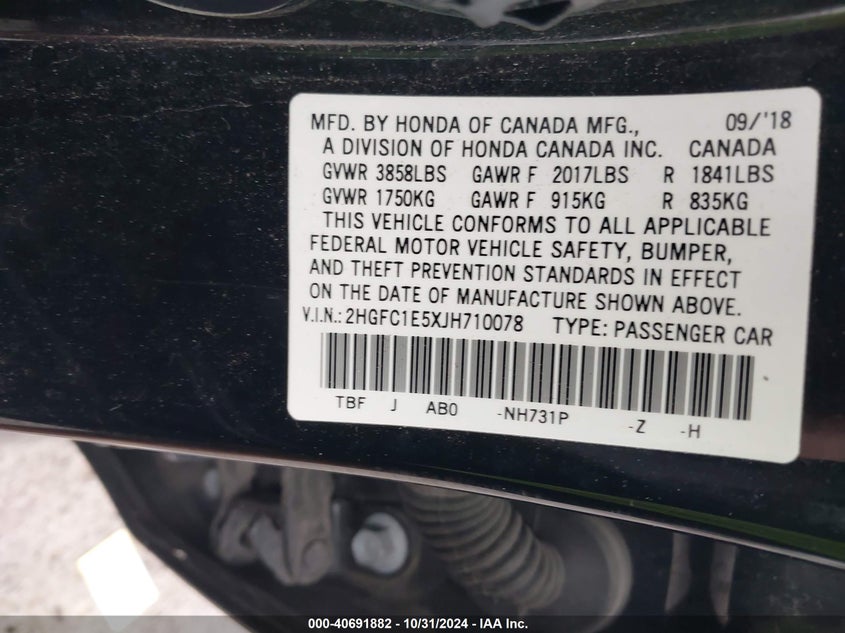 MFD. BY HONDA OF CANADA MFG., 09/'18
A DIVISION OF HONDA CANADA INC. CANADA
GVWR 3858LBS GAWR F 2017LBS R 1841LBS
GVWR 1750KG GAWR F 915KG R 835KG
THIS VEHICLE CONFORMS TO ALL APPLICABLE
FEDERAL MOTOR VEHICLE SAFETY, BUMPER,
AND THEFT PREVENTION STANDARDS IN EFFECT
ON THE DATE OF MANUFACTURE SHOWN ABOVE.
V.I.N.: 2HGFC1E5XJH710078 TYPE: PASSENGER CAR
TBF J AB0 -NH731P -Z -H
000-40691882 - 10/31/2024 - IAA Inc.